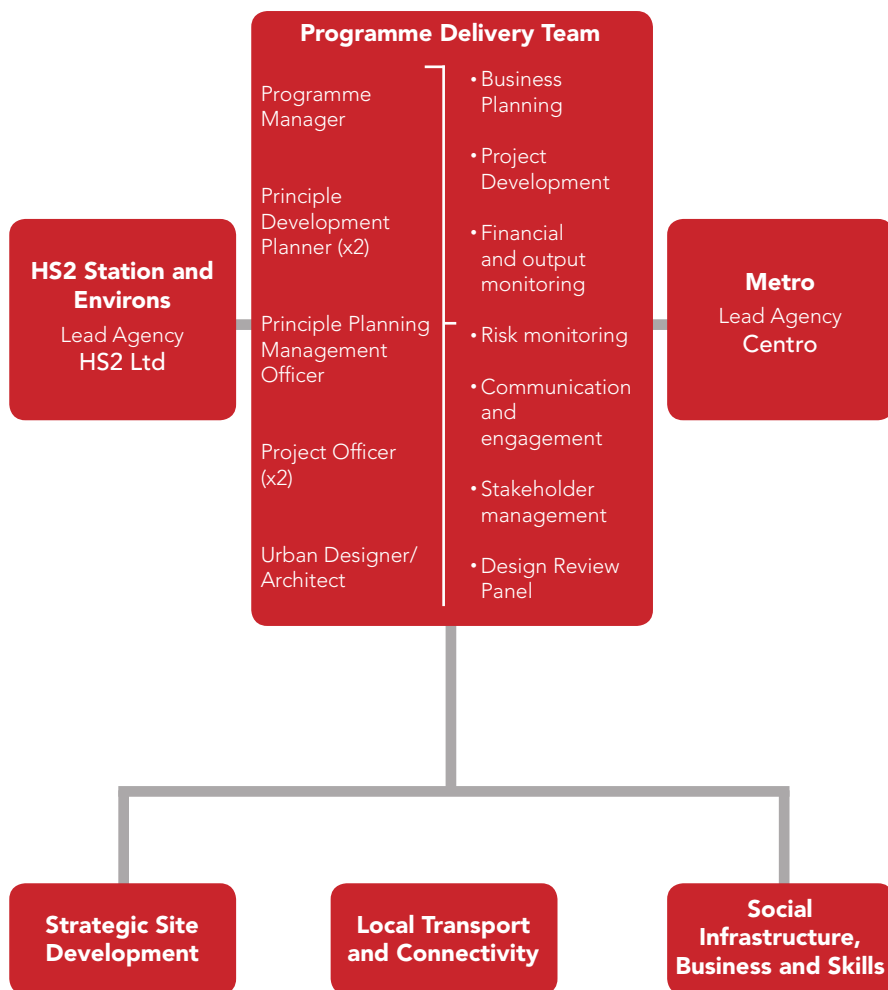 Programme Delivery Team
Programme
Manager
Principle
Development
Planner (x2)
Principle Planning
Management
Officer
Project Officer
(x2)
Urban Designer/
Architect
• Business
Planning
• Project
Development
• Financial
and output
monitoring
• Risk monitoring
• Communication
and
engagement
• Stakeholder
management
• Design Review
Panel
HS2 Station and
Environs
Lead Agency
HS2 Ltd
Metro
Lead Agency
Centro
Strategic Site
Development
Local Transport
and Connectivity
Social
Infrastructure,
Business and Skills